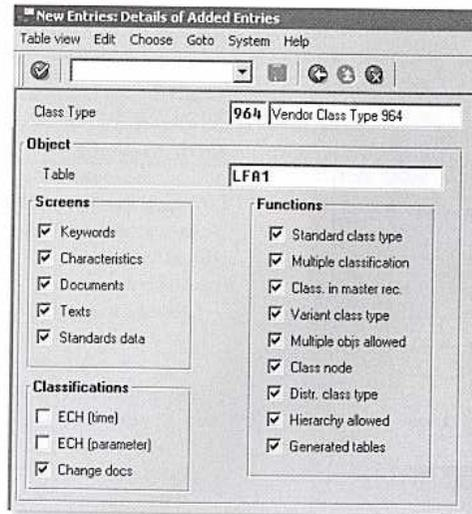 New Entries: Details of Added Entries
Table view Edit Choose Goto System Help
Class Type 964 Vendor Class Type 964
Object
Table LFA1
Screens
Keywords
Characteristics
Documents
Texts
Standards data
Classifications
ECH (time)
ECH (parameter)
Change docs
Functions
Standard class type
Multiple classification
Class. in master rec.
Variant class type
Multiple objs allowed
Class node
Distr. class type
Hierarchy allowed
Generated tables